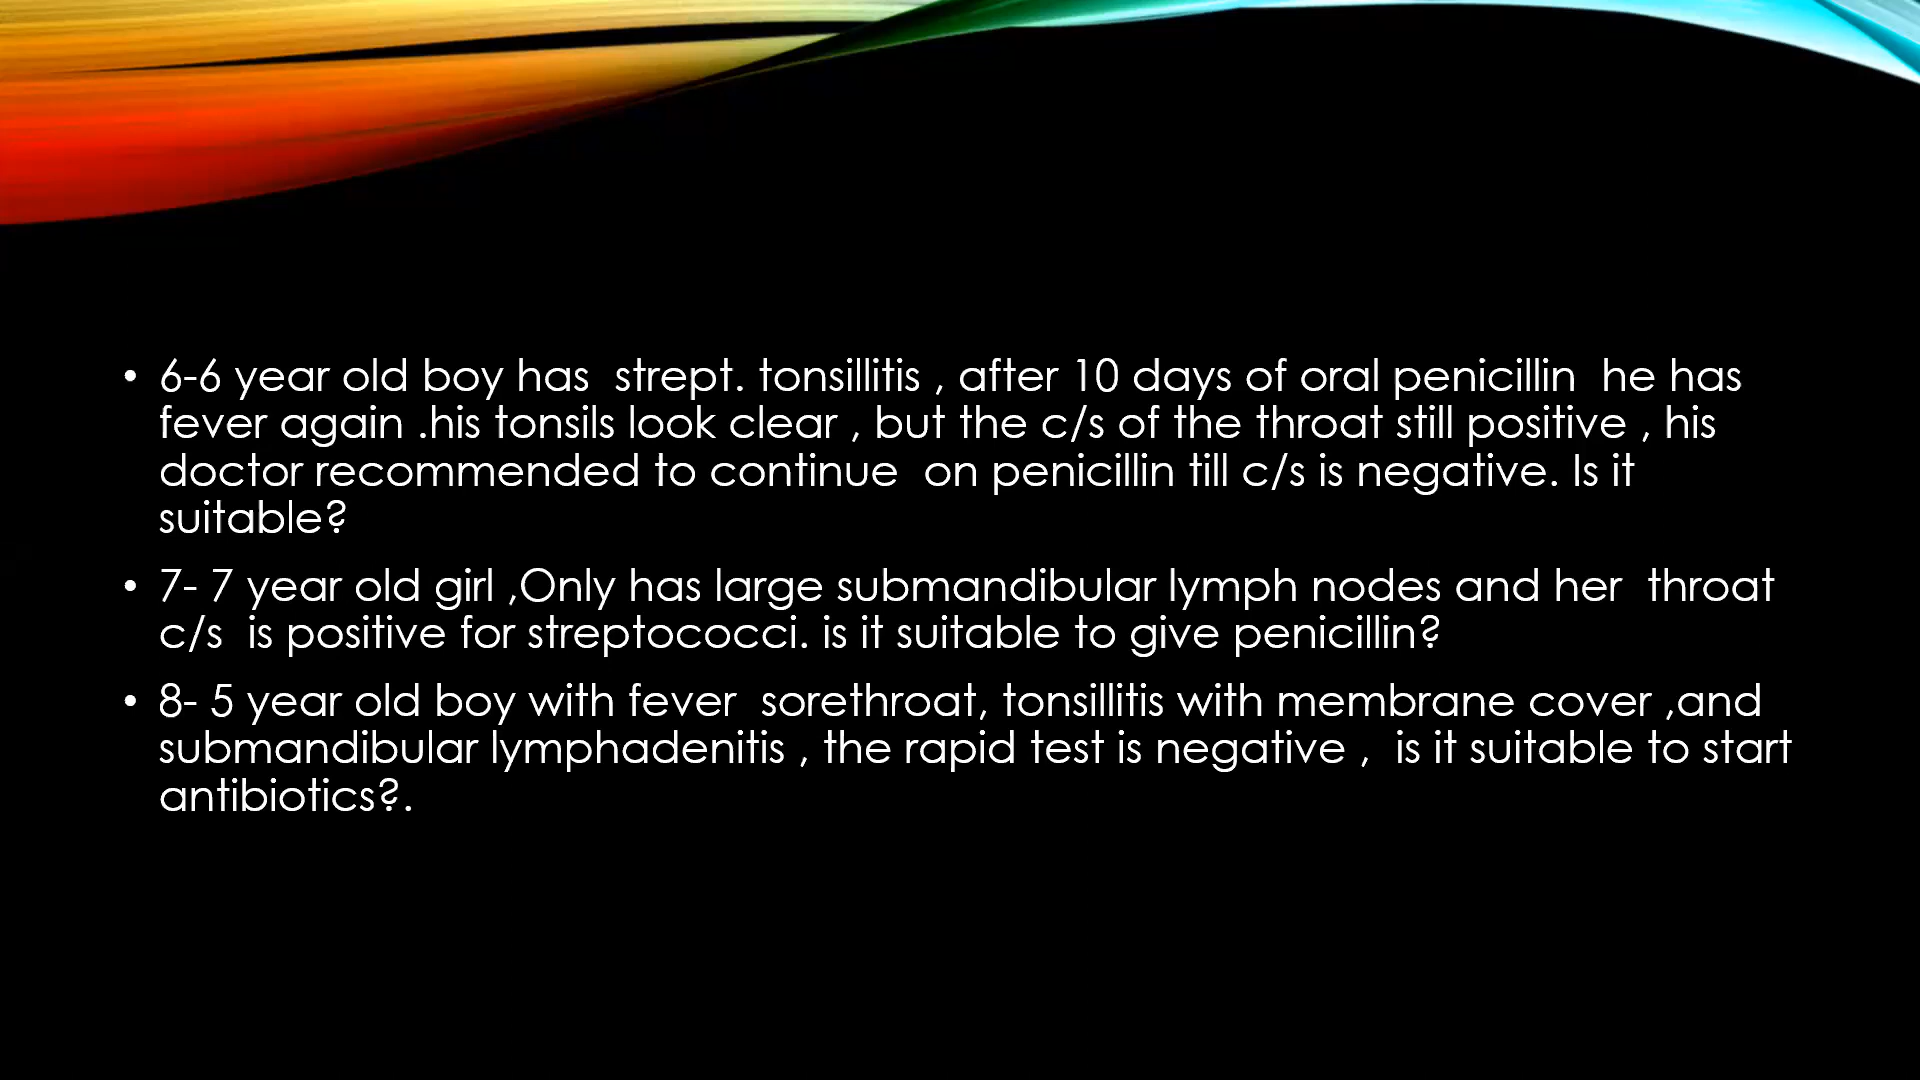 • 6-6 year old boy has  strept. tonsillitis , after 10 days of oral penicillin  he has
fever again .his tonsils look clear , but the c/s of the throat still positive , his
doctor recommended to continue  on penicillin till c/s is negative. Is it
suitable?
• 7- 7 year old girl ,Only has large submandibular lymph nodes and her  throat
c/s  is positive for streptococci. is it suitable to give penicillin?
• 8- 5 year old boy with fever  sorethroat, tonsillitis with membrane cover ,and
submandibular lymphadenitis , the rapid test is negative ,  is it suitable to start
antibiotics?.